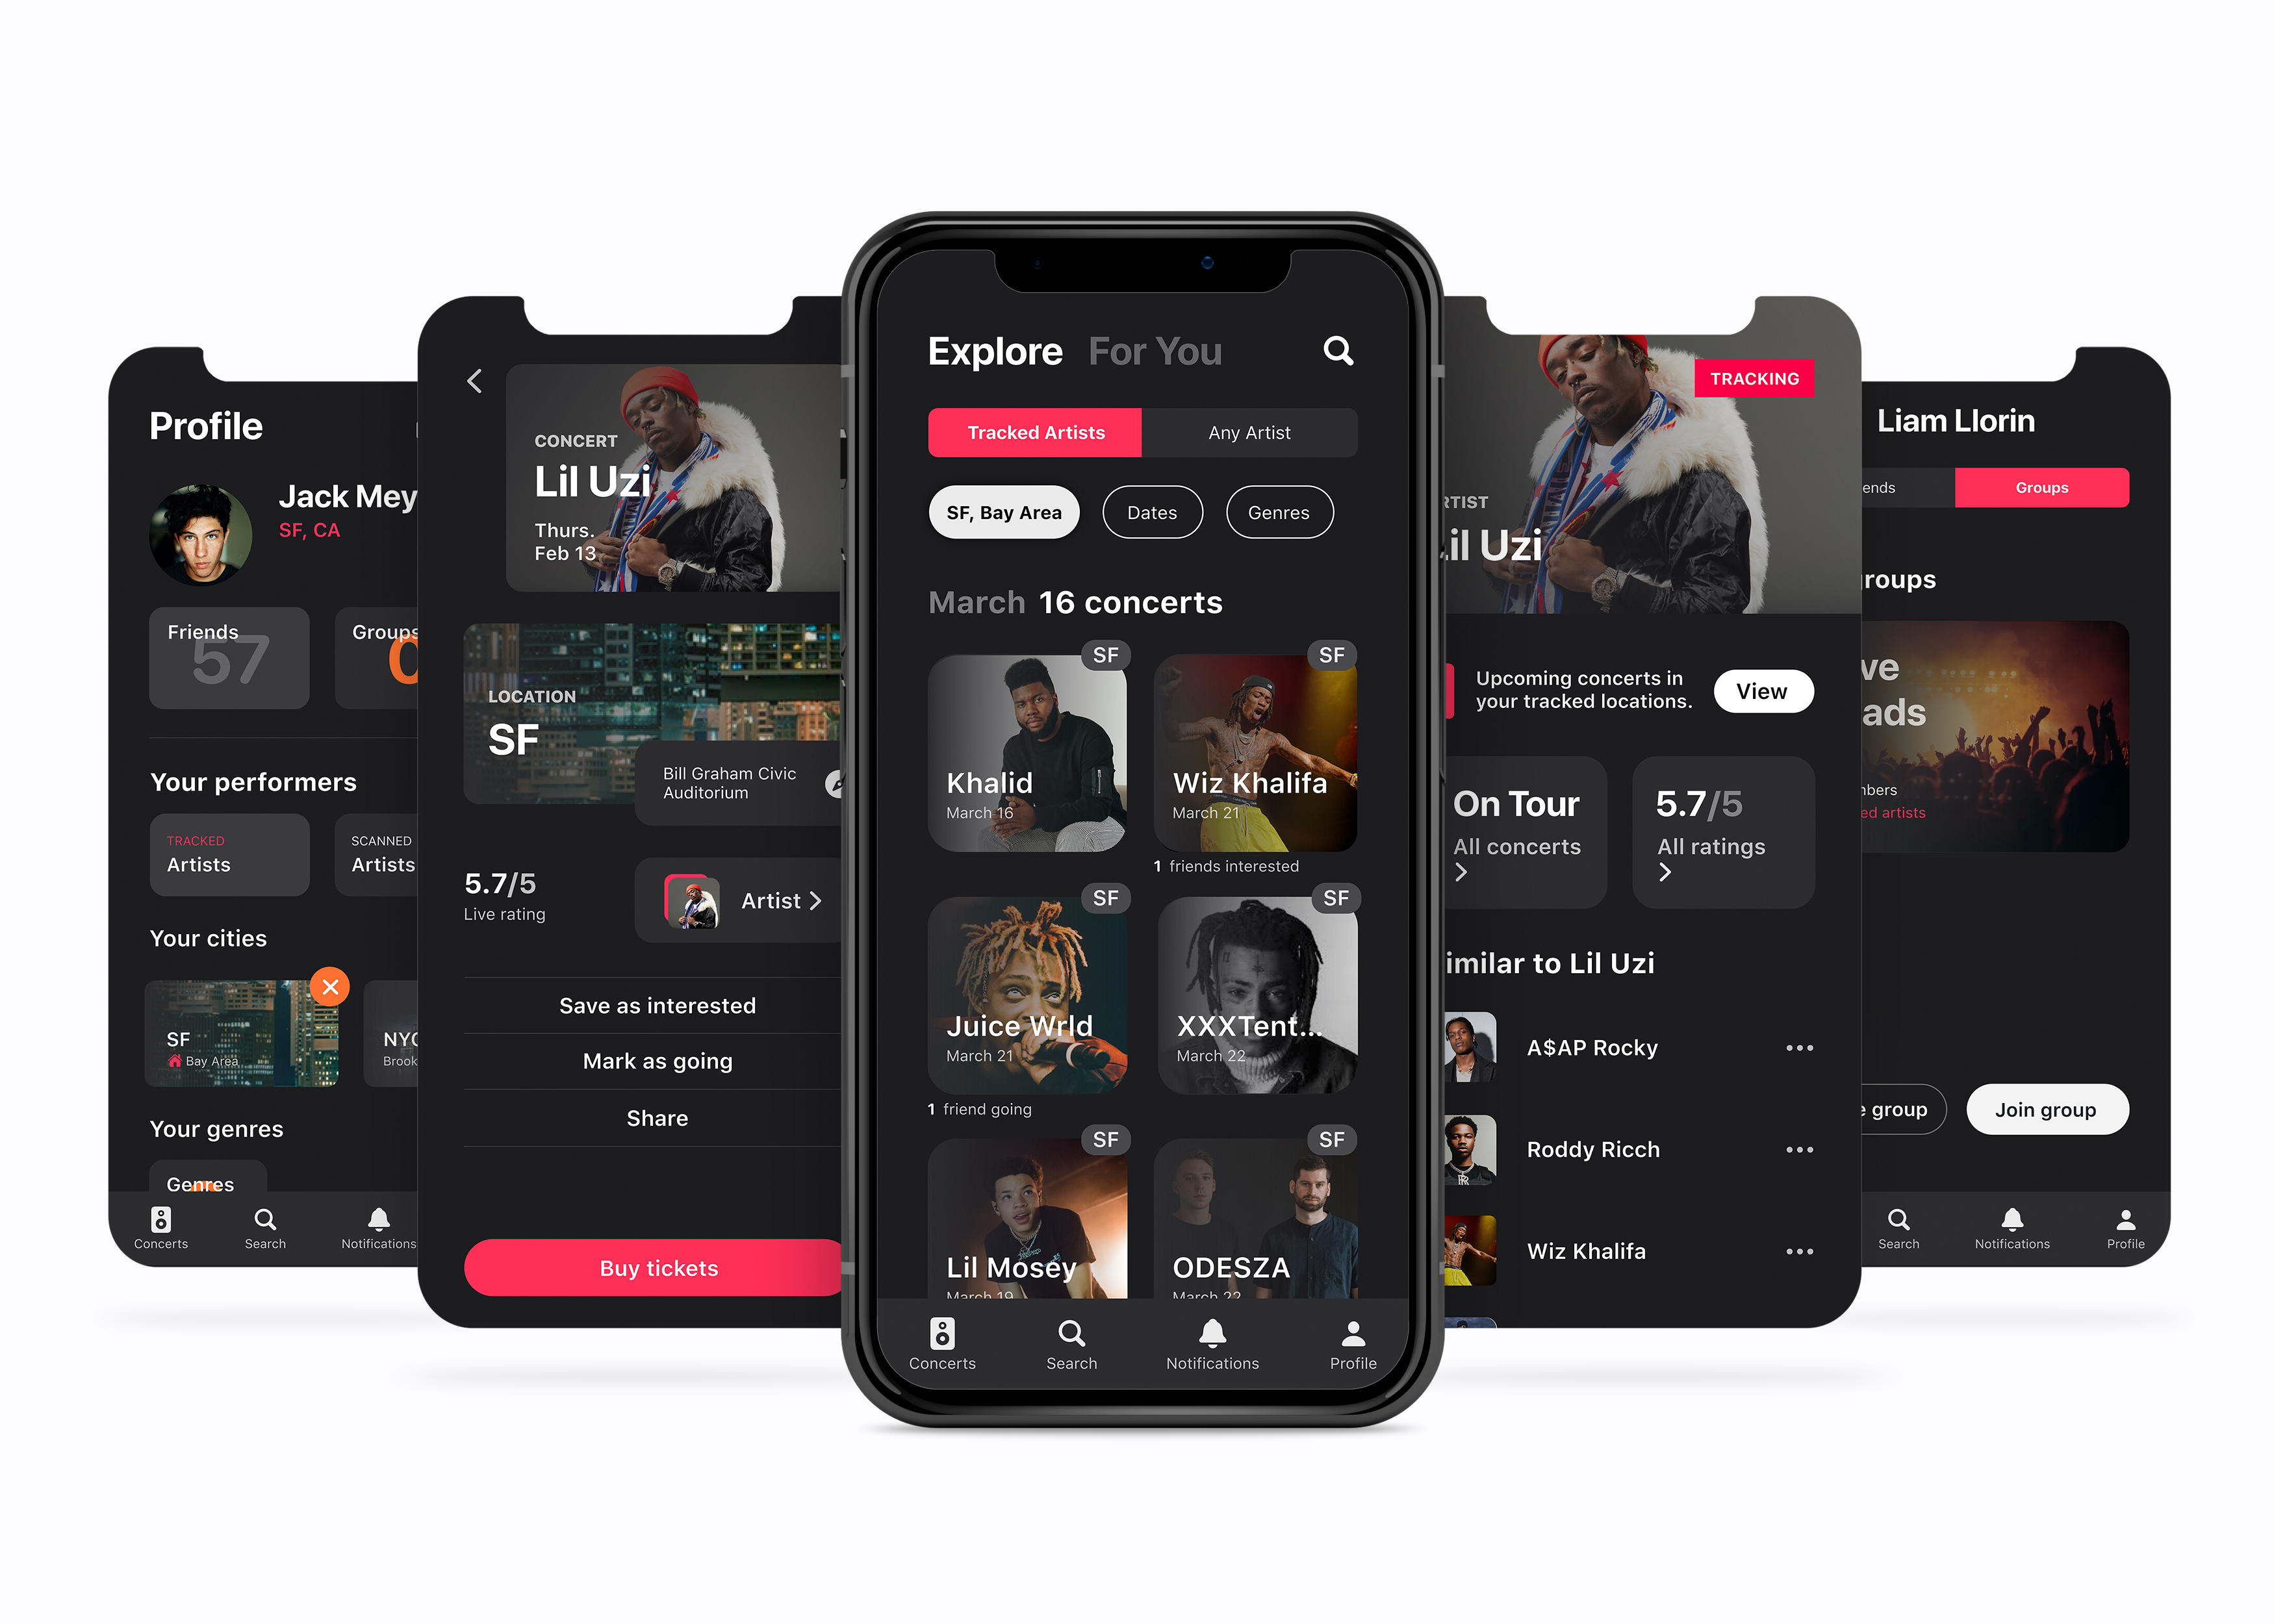 Profile
Jack Mey
SF, CA
Friends
57
Groups
0
Your performers
TRACKED
Artists
SCANNED
Artists
Your cities
SF
Bay Area
NYC
Brook
Your genres
Genres
Concerts
Search
Notifications
CONCERT
Lil Uzi
Thurs.
Feb 13
LOCATION
SF
Bill Graham Civic
Auditorium
5.7/5
Live rating
Artist
Save as interested
Mark as going
Share
Buy tickets
Explore For You
Tracked Artists
Any Artist
SF, Bay Area
Dates
Genres
March 16 concerts
SF
Khalid
March 16
SF
Wiz Khalifa
March 21
1 friends interested
SF
Juice Wrld
March 21
1 friend going
SF
XXXTent...
March 22
SF
Lil Mosey
March 19
SF
ODESZA
March 22
Concerts
Search
Notifications
Profile
TRACKING
RTIST
Lil Uzi
Upcoming concerts in
your tracked locations.
View
On Tour
All concerts
5.7/5
All ratings
imilar to Lil Uzi
A$AP Rocky
Roddy Ricch
Wiz Khalifa
Liam Llorin
ends
Groups
groups
ve
ads
mbers
ed artists
e group
Join group
Search
Notifications
Profile